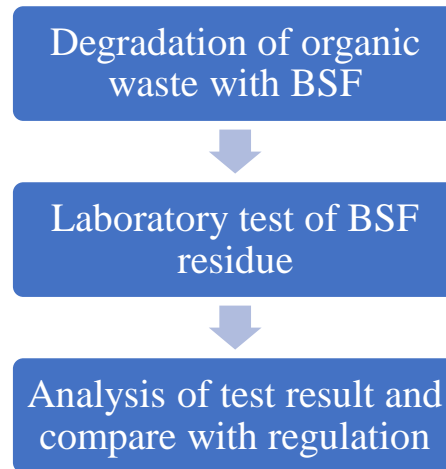 Degradation of organic
waste with BSF
Laboratory test of BSF
residue
Analysis of test result and
compare with regulation